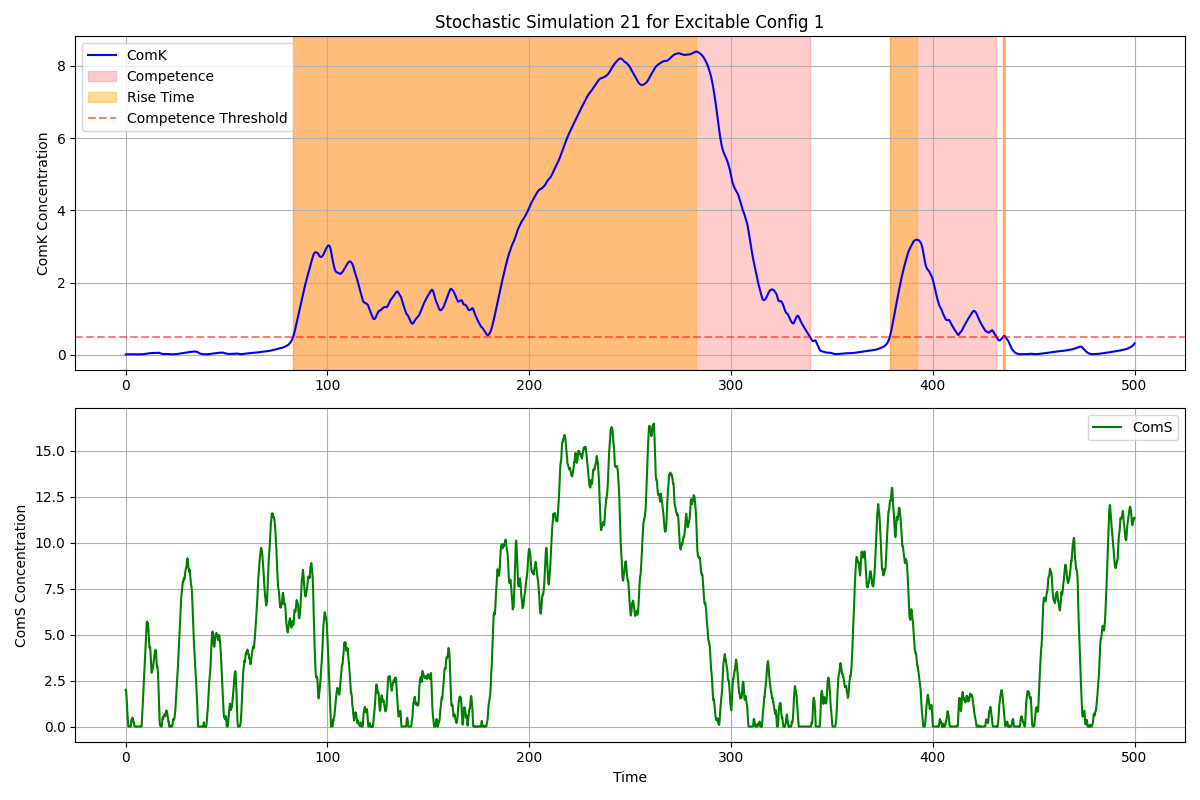 Stochastic Simulation 21 for Excitable Config 1
ComK
Competence
Rise Time
Competence Threshold
ComK Concentration
8
6
4
2
0
0 100 200 300 400 500
ComS
ComS Concentration
15.0
12.5
10.0
7.5
5.0
2.5
0.0
0 100 200 300 400 500
Time